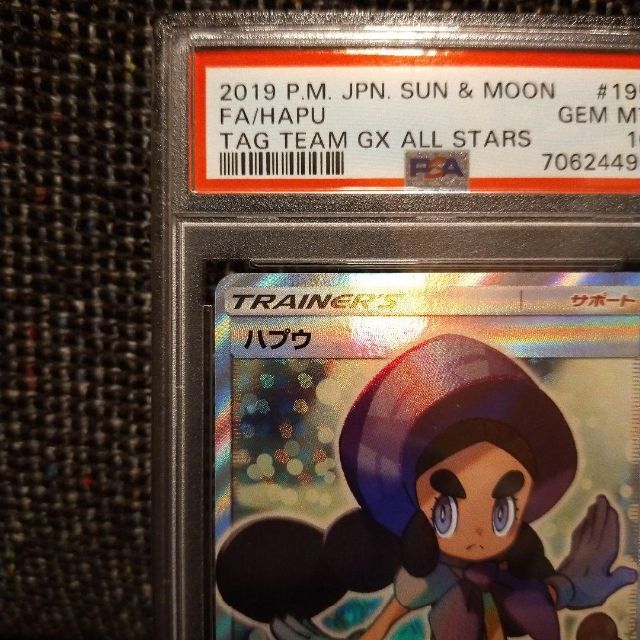 2019 P.M. JPN. SUN & MOON
FA/HAPU GEM
TAG TEAM GX ALL STARS
PSA
TRAINER'S サポート
ハプウ